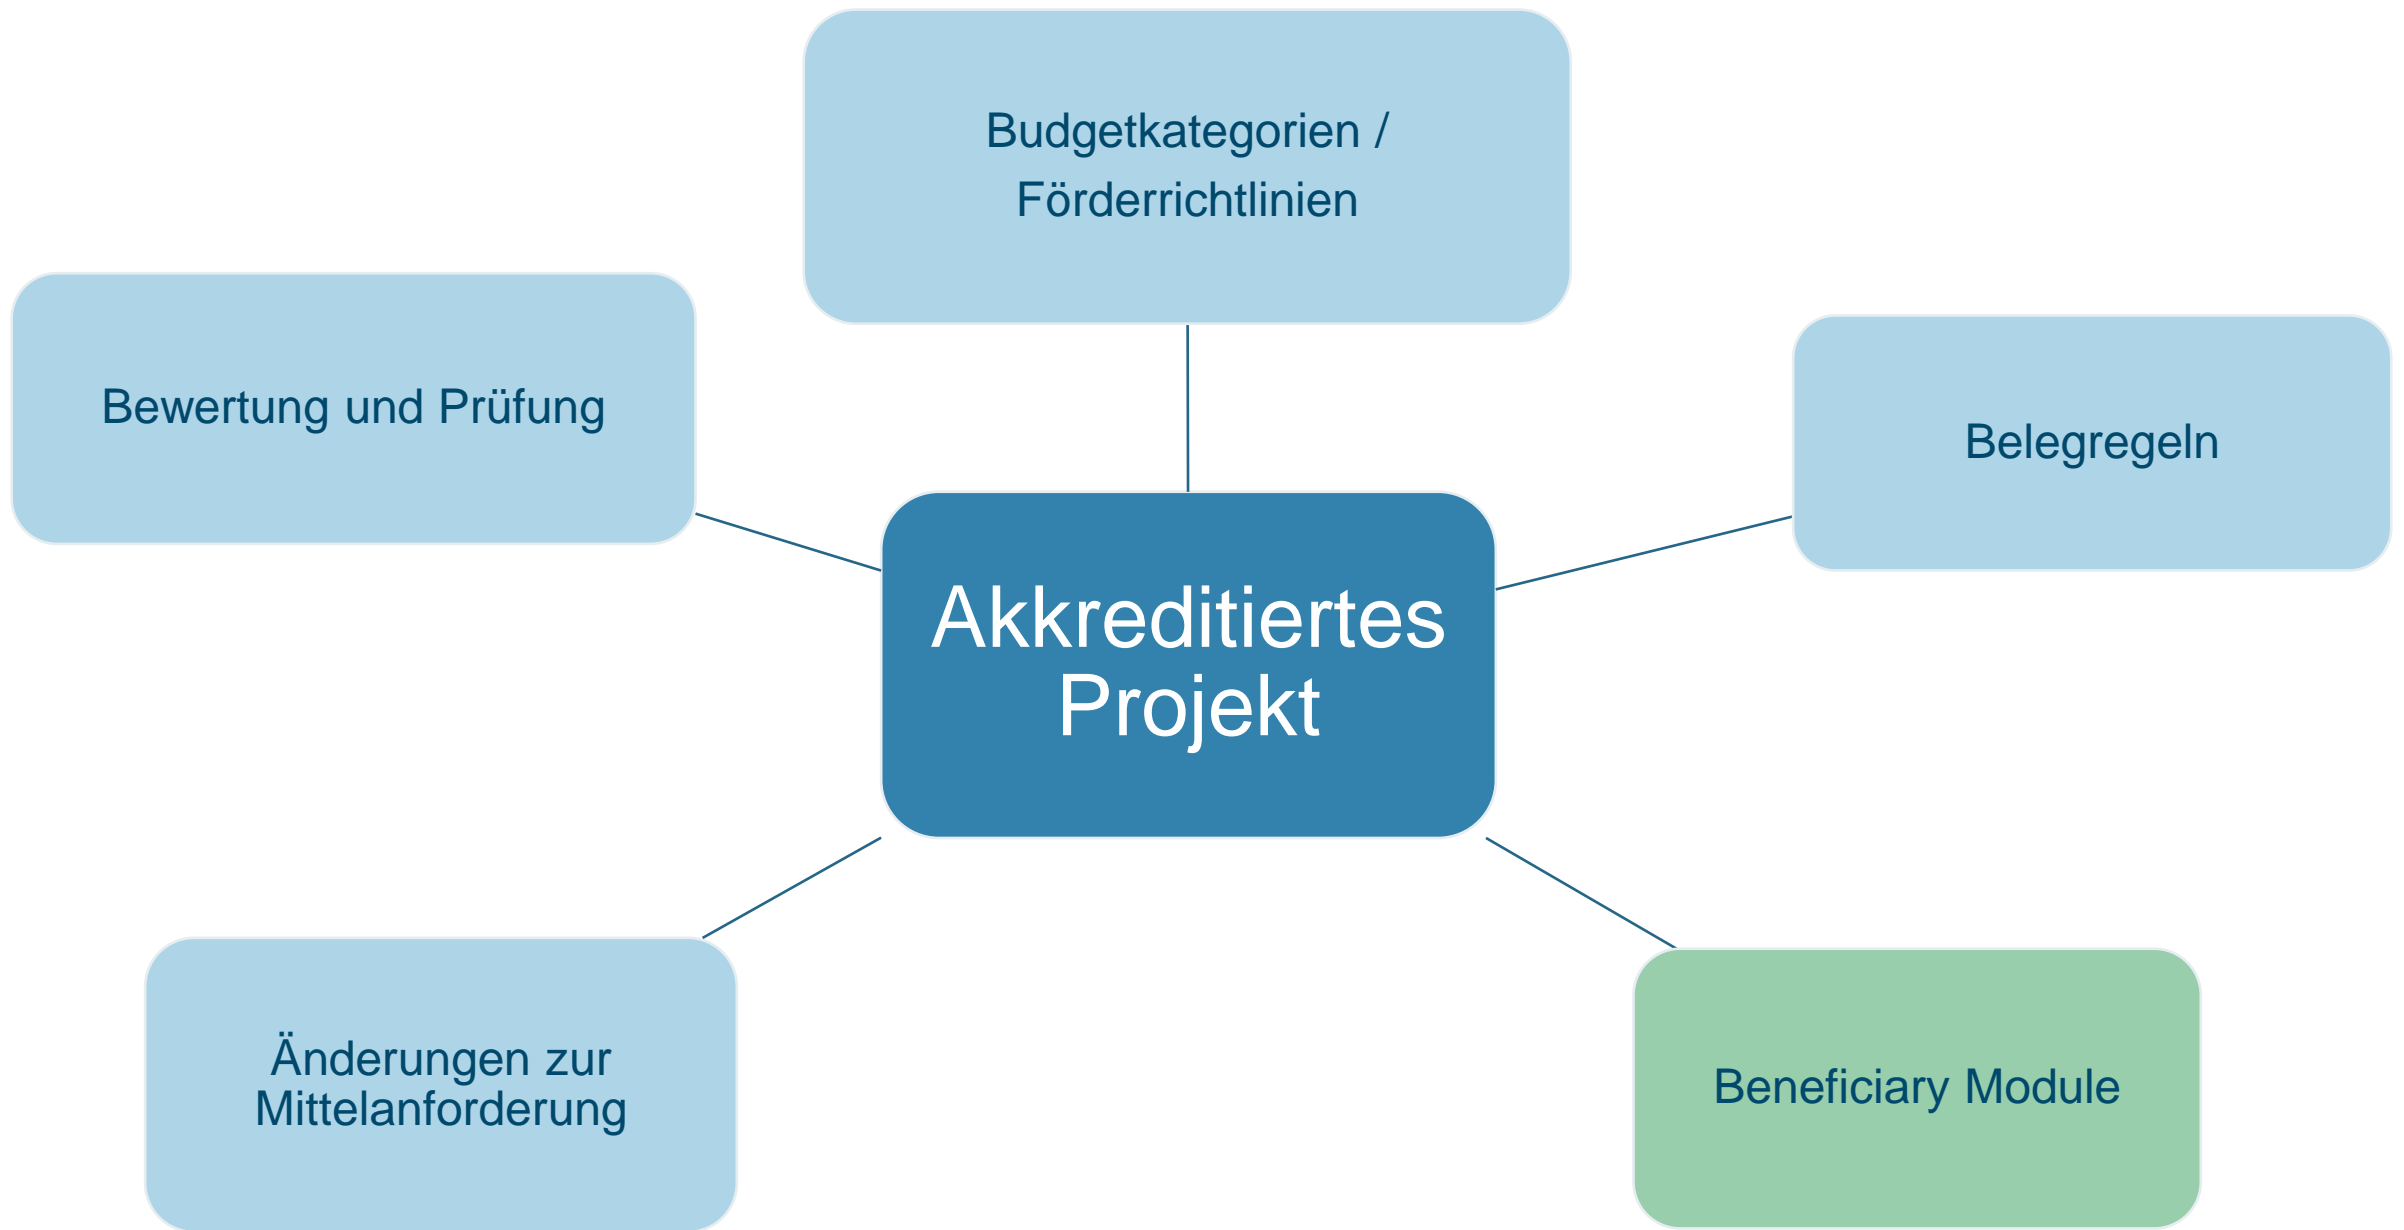 Budgetkategorien /
Förderrichtlinien
Bewertung und Prüfung
Belegregeln
Akkreditiertes
Projekt
Änderungen zur
Mittelanforderung
Beneficiary Module